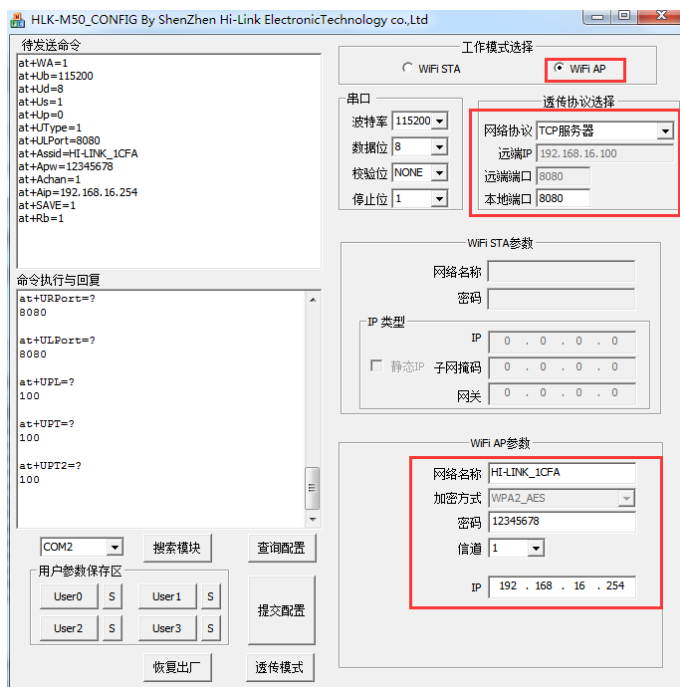 HLK-M50_CONFIG By ShenZhen Hi-Link ElectronicTechnology co.,Ltd
待发送命令
at+WA=1
at+Ub=115200
at+Ud=8
at+Us=1
at+Up=0
at+UType=1
at+ULPort=8080
at+Assid=HI-LINK_1CFA
at+Apw=12345678
at+Achan=1
at+Aip=192.168.16.254
at+SAVE=1
at+Rb=1
命令执行与回复
at+URPort=?
8080
at+ULPort=?
8080
at+UPL=?
100
at+UPT=?
100
at+UPT2=?
100
COM2
搜索模块
查询配置
用户参数保存区
User0 S User1 S
User2 S User3 S
提交配置
恢复出厂
透传模式
工作模式选择
WiFi STA
WiFi AP
串口
波特率 115200
数据位 8
校验位 NONE
停止位 1
透传协议选择
网络协议 TCP服务器
远端IP 192.168.16.100
远端端口 8080
本地端口 8080
WiFi STA参数
网络名称
密码
IP 类型
静态IP
IP 0 . 0 . 0 . 0
子网掩码 0 . 0 . 0 . 0
网关 0 . 0 . 0 . 0
WiFi AP参数
网络名称 HI-LINK_1CFA
加密方式 WPA2_AES
密码 12345678
信道 1
IP 192 . 168 . 16 . 254